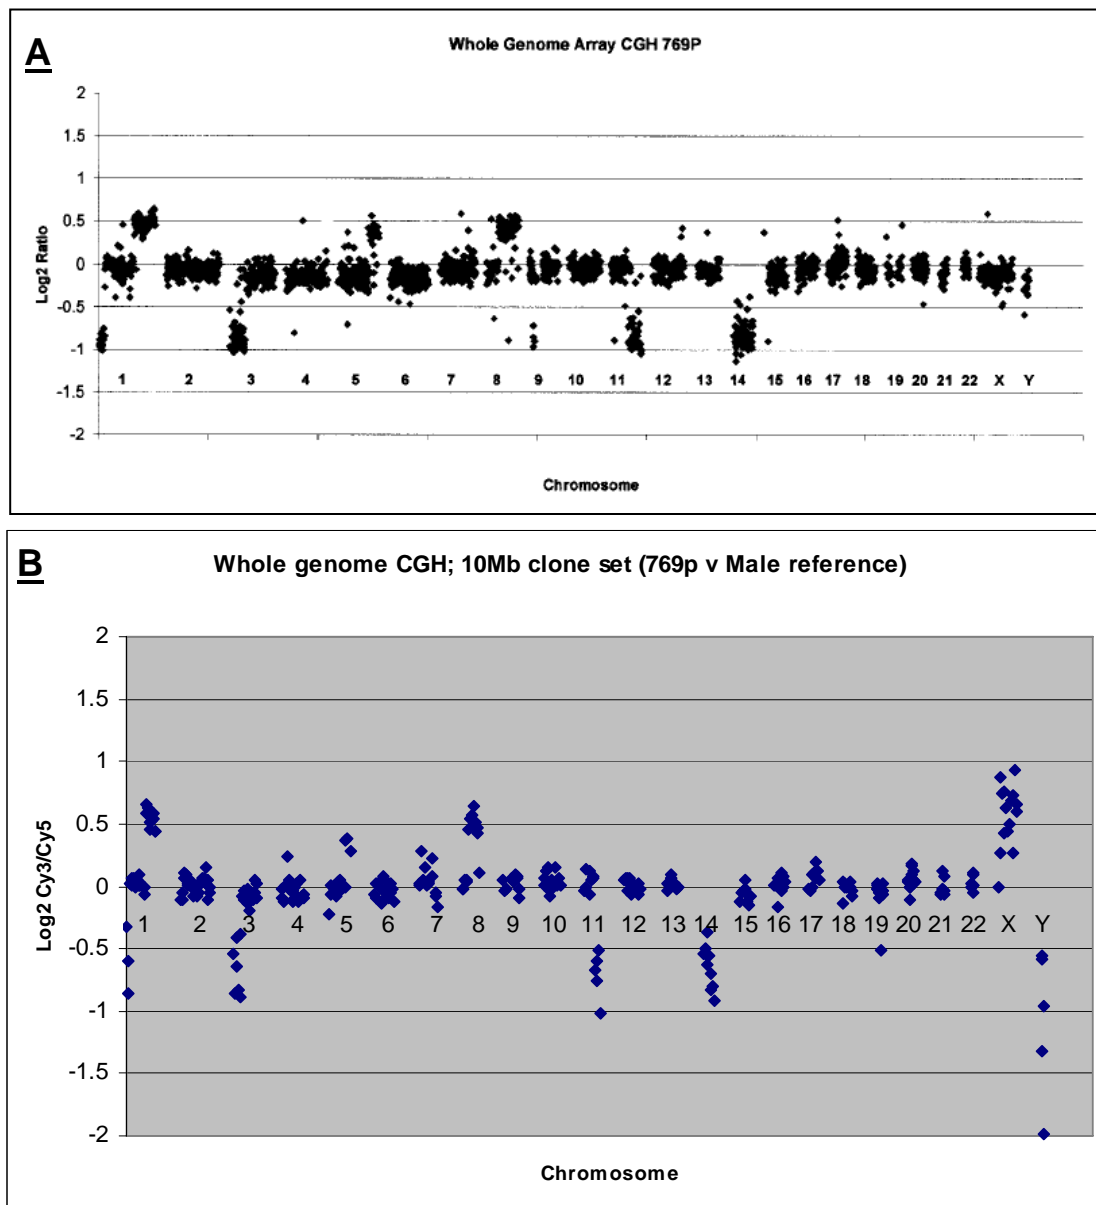 A
Whole Genome Array CGH 769P
2
1.5
1
0.5
0
-0.5
-1
-1.5
-2
Log2 Ratio
1 2 3 4 5 6 7 8 9 10 11 12 13 14 15 16 17 18 19 20 21 22 X Y
Chromosome
B
Whole genome CGH; 10Mb clone set (769p v Male reference)
2
1.5
1
0.5
0
-0.5
-1
-1.5
-2
Log2 Cy3/Cy5
1 2 3 4 5 6 7 8 9 10 11 12 13 14 15 16 17 18 19 20 21 22 X Y
Chromosome